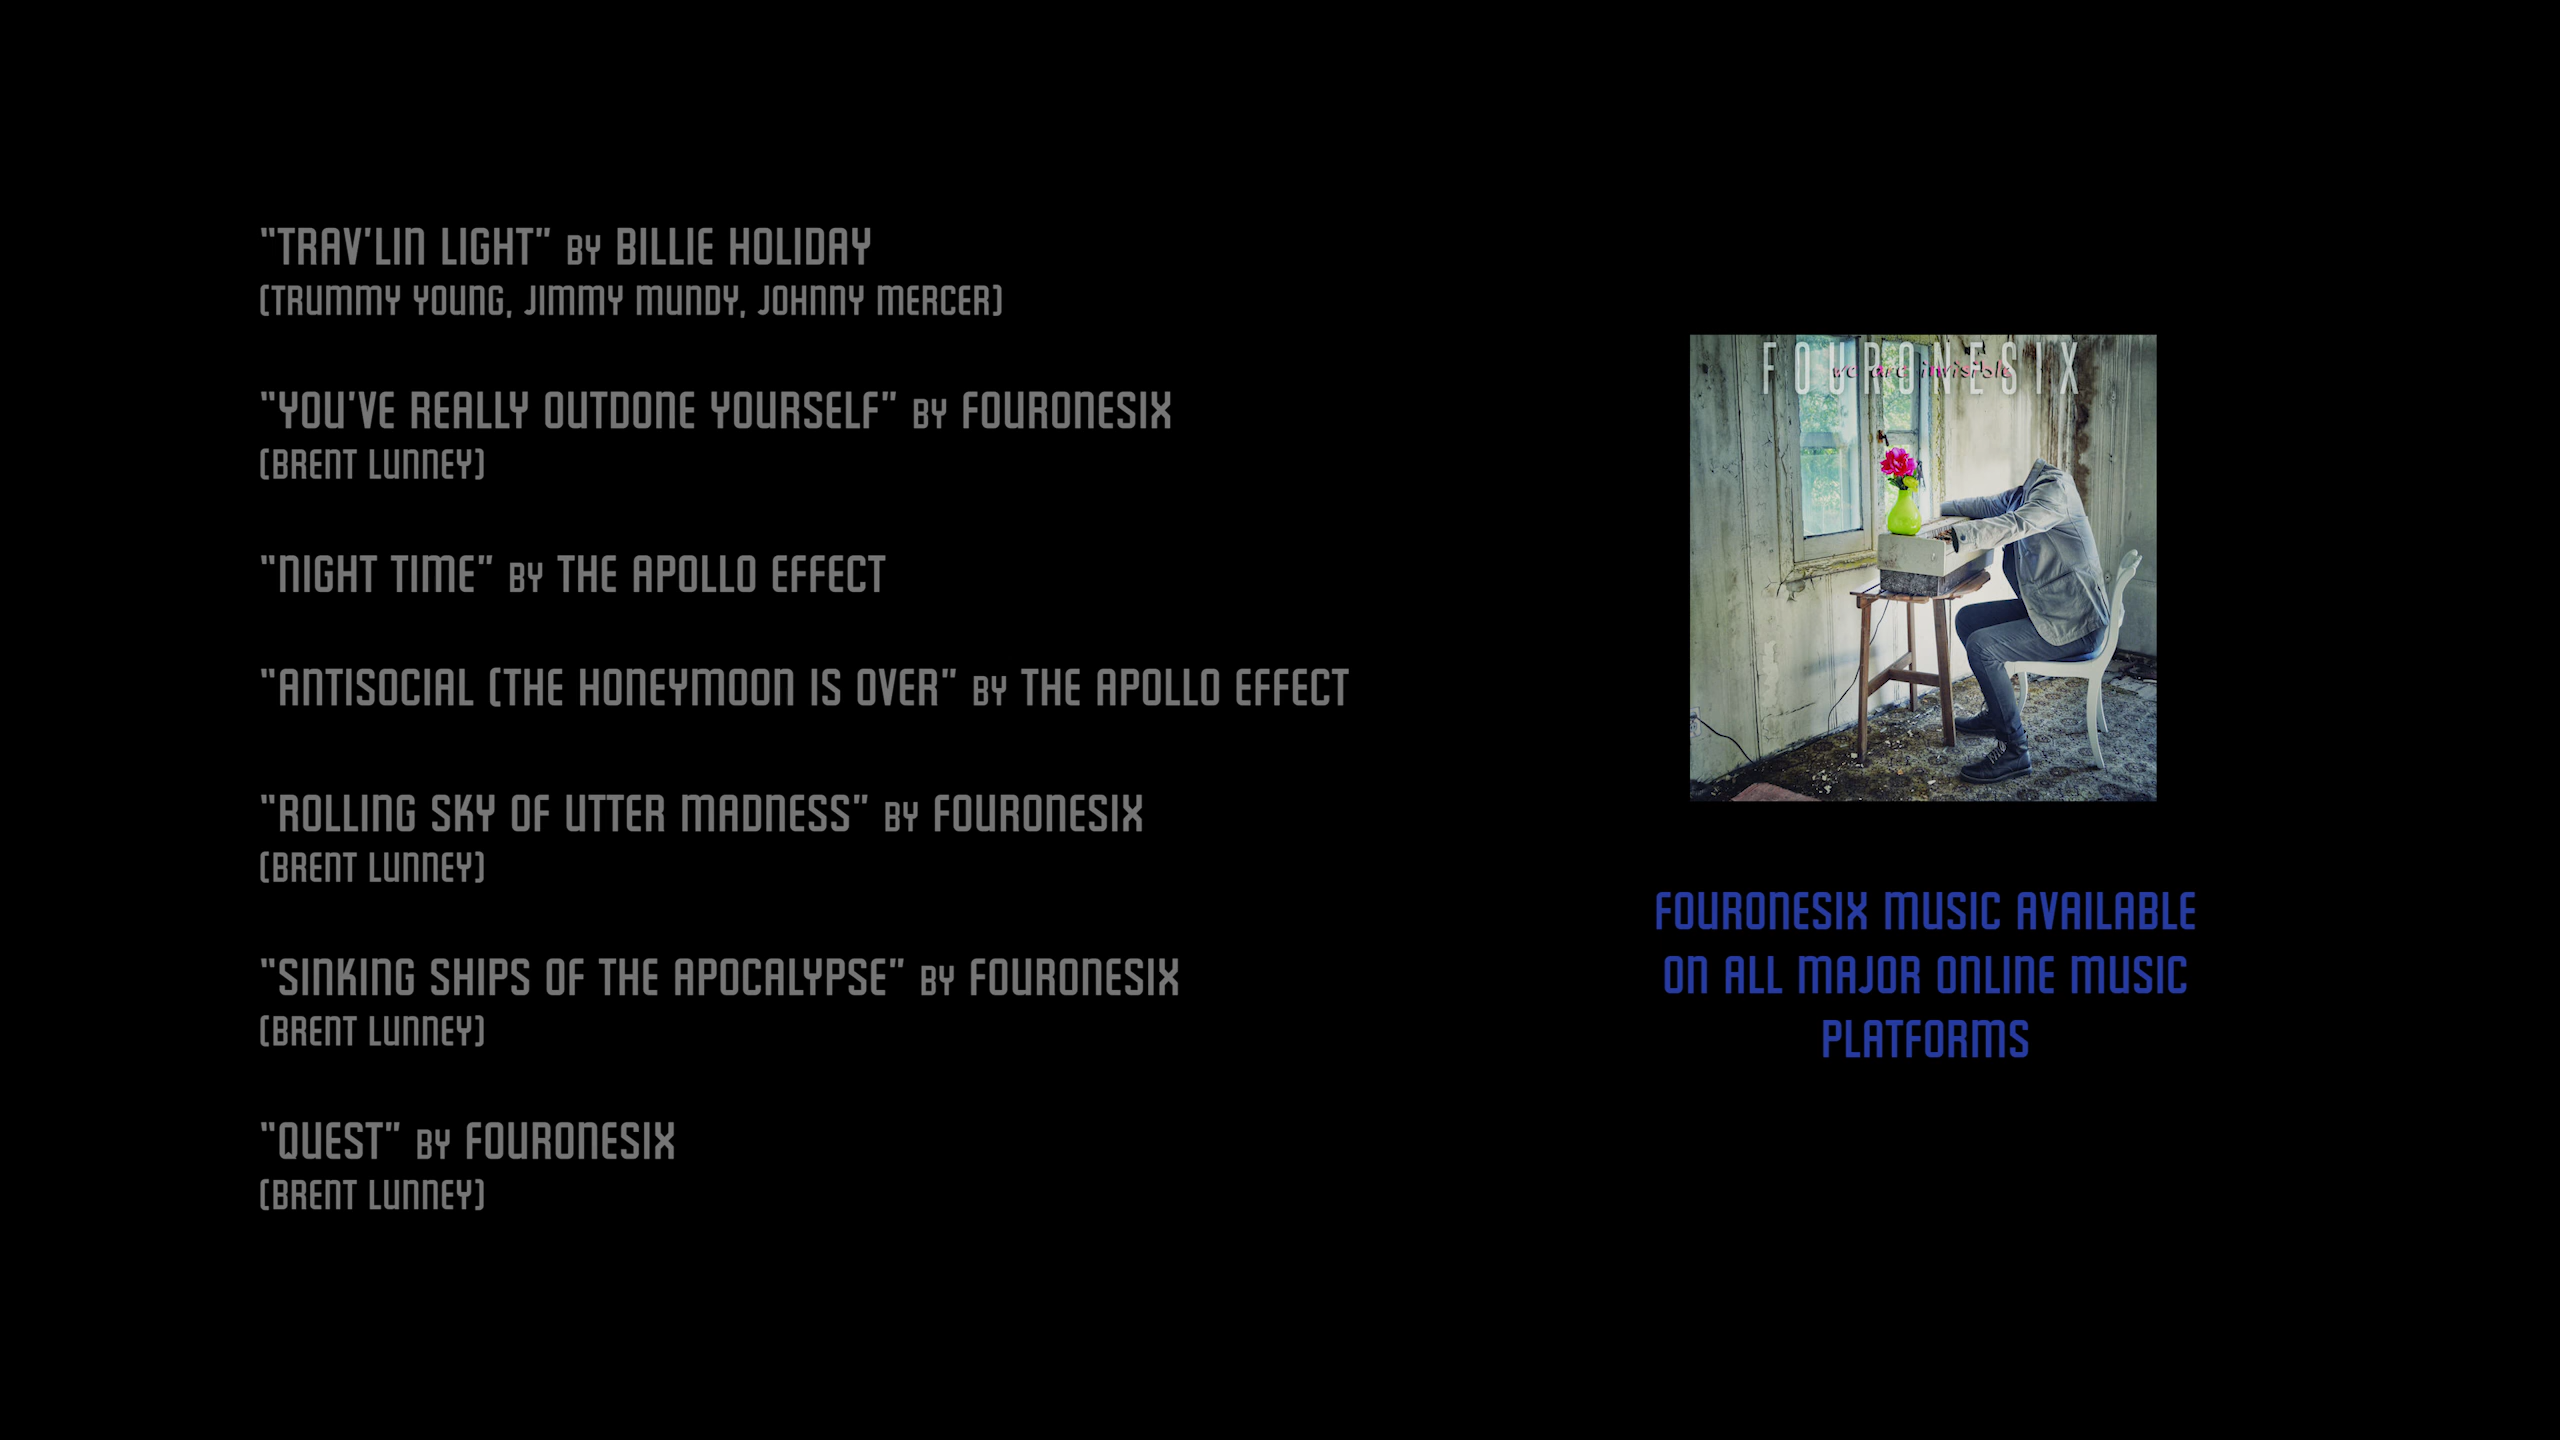 “TRAV’LIN LIGHT” BY BILLIE HOLIDAY
(TRUMMY YOUNG, JIMMY MUNDY, JOHNNY MERCER)
“YOU’VE REALLY OUTDONE YOURSELF” BY FOURONESIX
(BRENT LUNNEY)
“NIGHT TIME” BY THE APOLLO EFFECT
“ANTISOCIAL (THE HONEYMOON IS OVER” BY THE APOLLO EFFECT
“ROLLING SKY OF UTTER MADNESS” BY FOURONESIX
(BRENT LUNNEY)
“SINKING SHIPS OF THE APOCALYPSE” BY FOURONESIX
(BRENT LUNNEY)
“QUEST” BY FOURONESIX
(BRENT LUNNEY)
FOURONESIX
we are invisible
FOURONESIX MUSIC AVAILABLE
ON ALL MAJOR ONLINE MUSIC
PLATFORMS